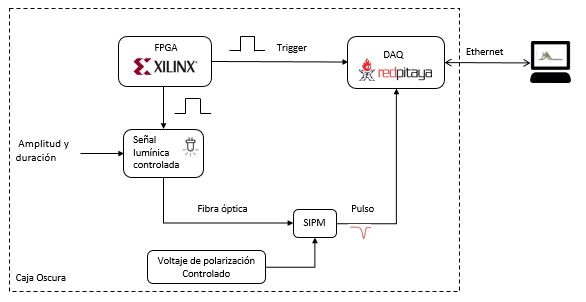 FPGA
XILINX
Trigger
DAQ
redpitaya
Ethernet
Amplitud y
duración
Señal
lumínica
controlada
Fibra óptica
SIPM
Pulso
Voltaje de polarización
Controlado
Caja Oscura